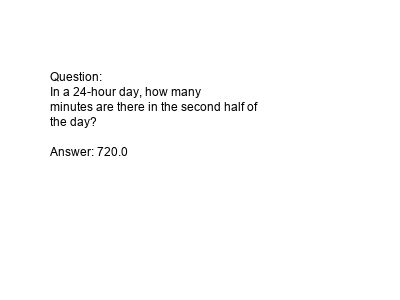 Question:
In a 24-hour day, how many
minutes are there in the second half of
the day?
Answer: 720.0